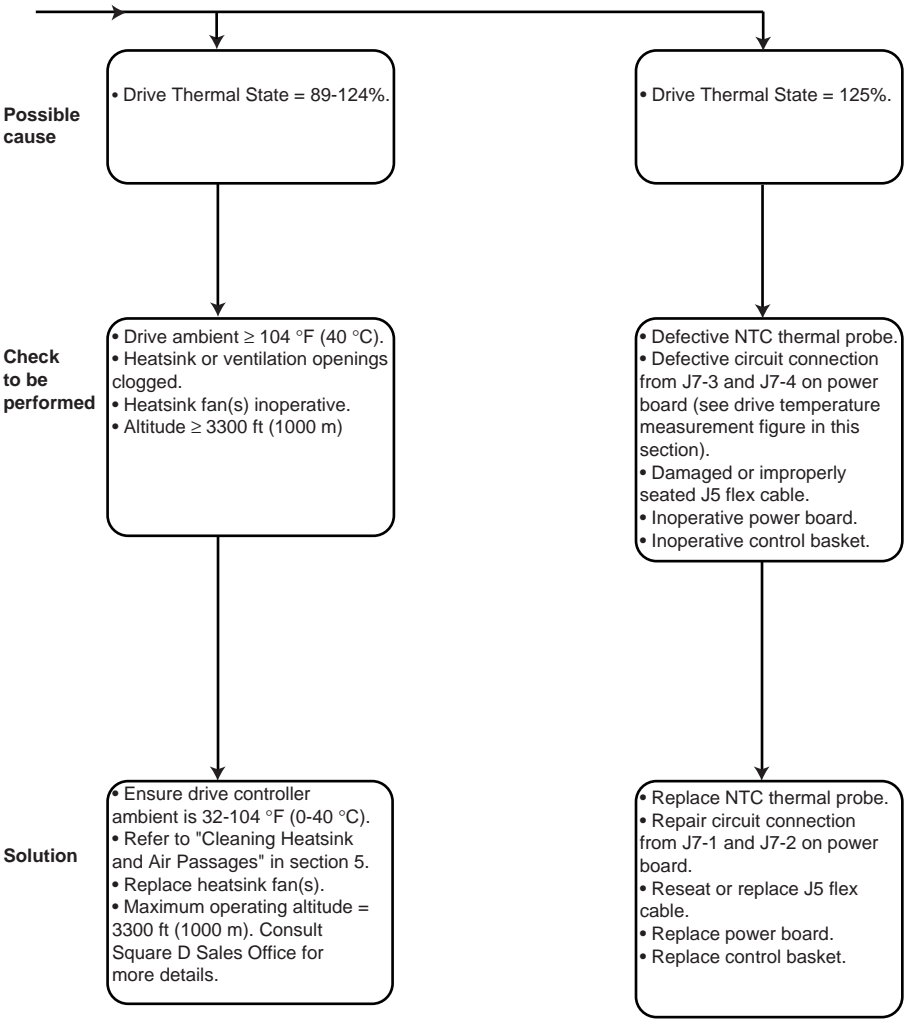 Possible
cause
• Drive Thermal State = 89-124%.
• Drive Thermal State = 125%.
Check
to be
performed
• Drive ambient ≥ 104 °F (40 °C).
• Heatsink or ventilation openings
clogged.
• Heatsink fan(s) inoperative.
• Altitude ≥ 3300 ft (1000 m)
• Defective NTC thermal probe.
• Defective circuit connection
from J7-3 and J7-4 on power
board (see drive temperature
measurement figure in this
section).
• Damaged or improperly
seated J5 flex cable.
• Inoperative power board.
• Inoperative control basket.
Solution
• Ensure drive controller
ambient is 32-104 °F (0-40 °C).
• Refer to "Cleaning Heatsink
and Air Passages" in section 5.
• Replace heatsink fan(s).
• Maximum operating altitude =
3300 ft (1000 m). Consult
Square D Sales Office for
more details.
• Replace NTC thermal probe.
• Repair circuit connection
from J7-1 and J7-2 on power
board.
• Reseat or replace J5 flex
cable.
• Replace power board.
• Replace control basket.